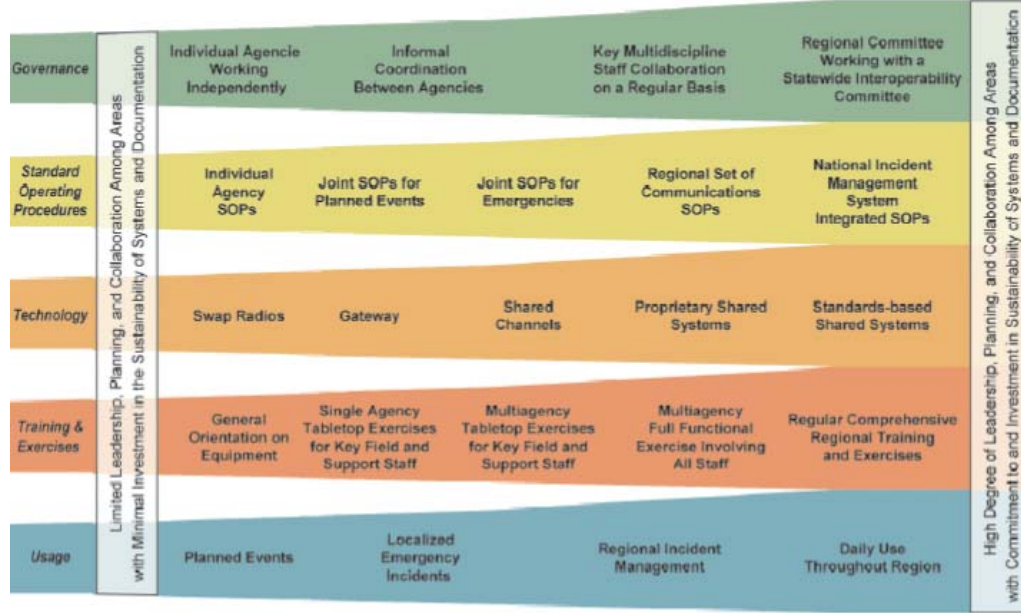 Governance
Limited Leadership, Planning, and Collaboration Among Areas
with Minimal Investment in the Sustainability of Systems and Documentation
Individual Agencie
Working
Independently
Informal
Coordination
Between Agencies
Key Multidiscipline
Staff Collaboration
on a Regular Basis
Regional Committee
Working with a
Statewide Interoperability
Committee
High Degree of Leadership, Planning, and Collaboration Among Areas
with Commitment to and Investment in Sustainability of Systems and Documentation
Standard
Operating
Procedures
Individual
Agency
SOPs
Joint SOPs for
Planned Events
Joint SOPs for
Emergencies
Regional Set of
Communications
SOPs
National Incident
Management
System
Integrated SOPs
Technology
Swap Radios
Gateway
Shared
Channels
Proprietary Shared
Systems
Standards-based
Shared Systems
Training &
Exercises
General
Orientation on
Equipment
Single Agency
Tabletop Exercises
for Key Field and
Support Staff
Multiagency
Tabletop Exercises
for Key Field and
Support Staff
Multiagency
Full Functional
Exercise Involving
All Staff
Regular Comprehensive
Regional Training
and Exercises
Usage
Planned Events
Localized
Emergency
Incidents
Regional Incident
Management
Daily Use
Throughout Region